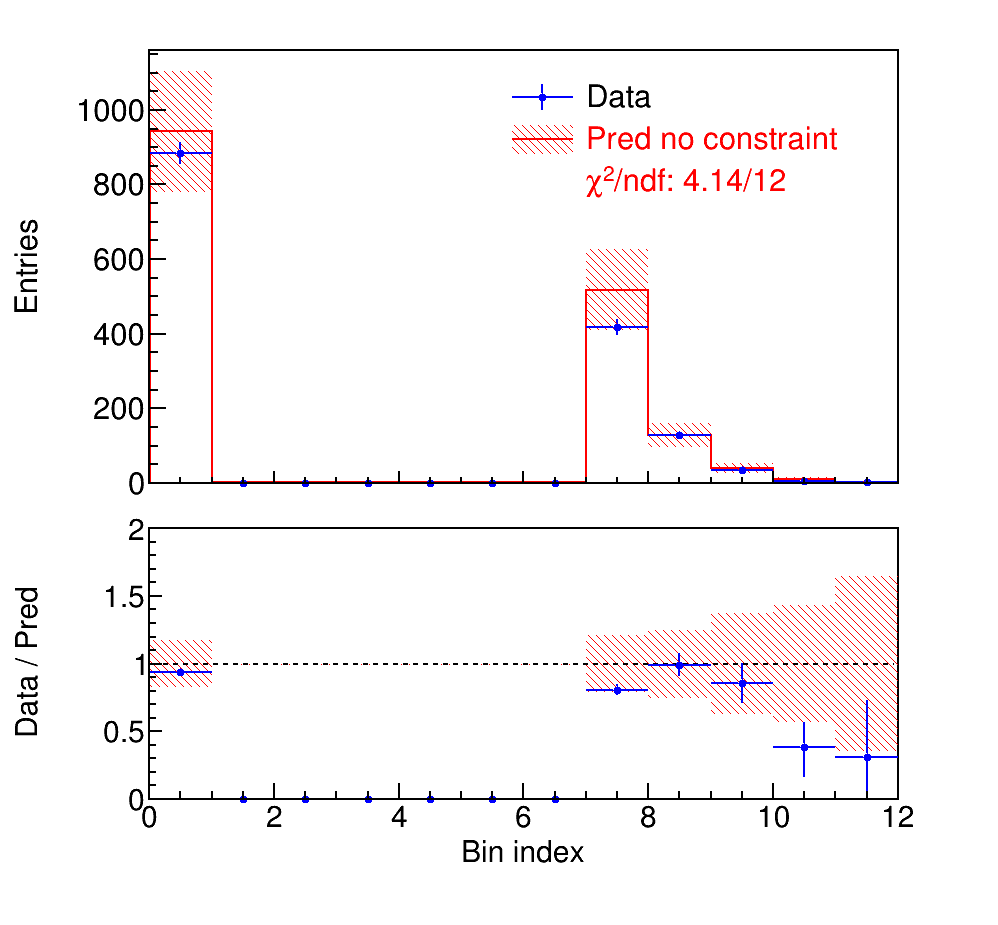 Entries
1000
800
600
400
200
0
Data
Pred no constraint
χ²/ndf: 4.14/12
Data / Pred
2
1.5
1
0.5
0
0 2 4 6 8 10 12
Bin index